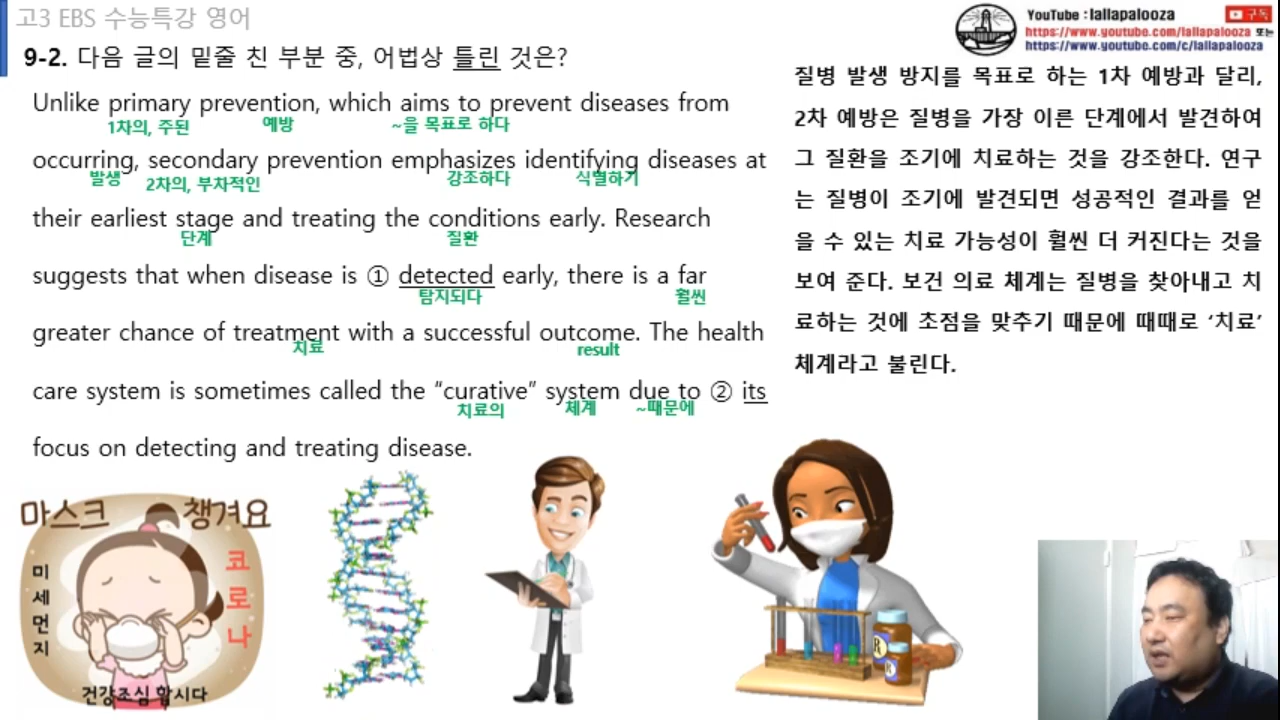 고3 EBS 수능특강 영어
YouTube : lallapalooza
구독
https://www.youtube.com/lallapalooza 또는
https://www.youtube.com/c/lallapalooza
9-2. 다음 글의 밑줄 친 부분 중, 어법상 틀린 것은?
Unlike primary prevention, which aims to prevent diseases from
1차의, 주된 예방 ~을 목표로 하다
occurring, secondary prevention emphasizes identifying diseases at
발생 2차의, 부차적인 강조하다 식별하기
their earliest stage and treating the conditions early. Research
단계 질환
suggests that when disease is ① detected early, there is a far
탐지되다 훨씬
greater chance of treatment with a successful outcome. The health
치료 result
care system is sometimes called the “curative” system due to ② its
치료의 체계 ~때문에
focus on detecting and treating disease.
질병 발생 방지를 목표로 하는 1차 예방과 달리,
2차 예방은 질병을 가장 이른 단계에서 발견하여
그 질환을 조기에 치료하는 것을 강조한다. 연구
는 질병이 조기에 발견되면 성공적인 결과를 얻
을 수 있는 치료 가능성이 훨씬 더 커진다는 것을
보여 준다. 보건 의료 체계는 질병을 찾아내고 치
료하는 것에 초점을 맞추기 때문에 때때로 ‘치료’
체계라고 불린다.
마스크 챙겨요
미세먼지
코로나
건강조심 합시다